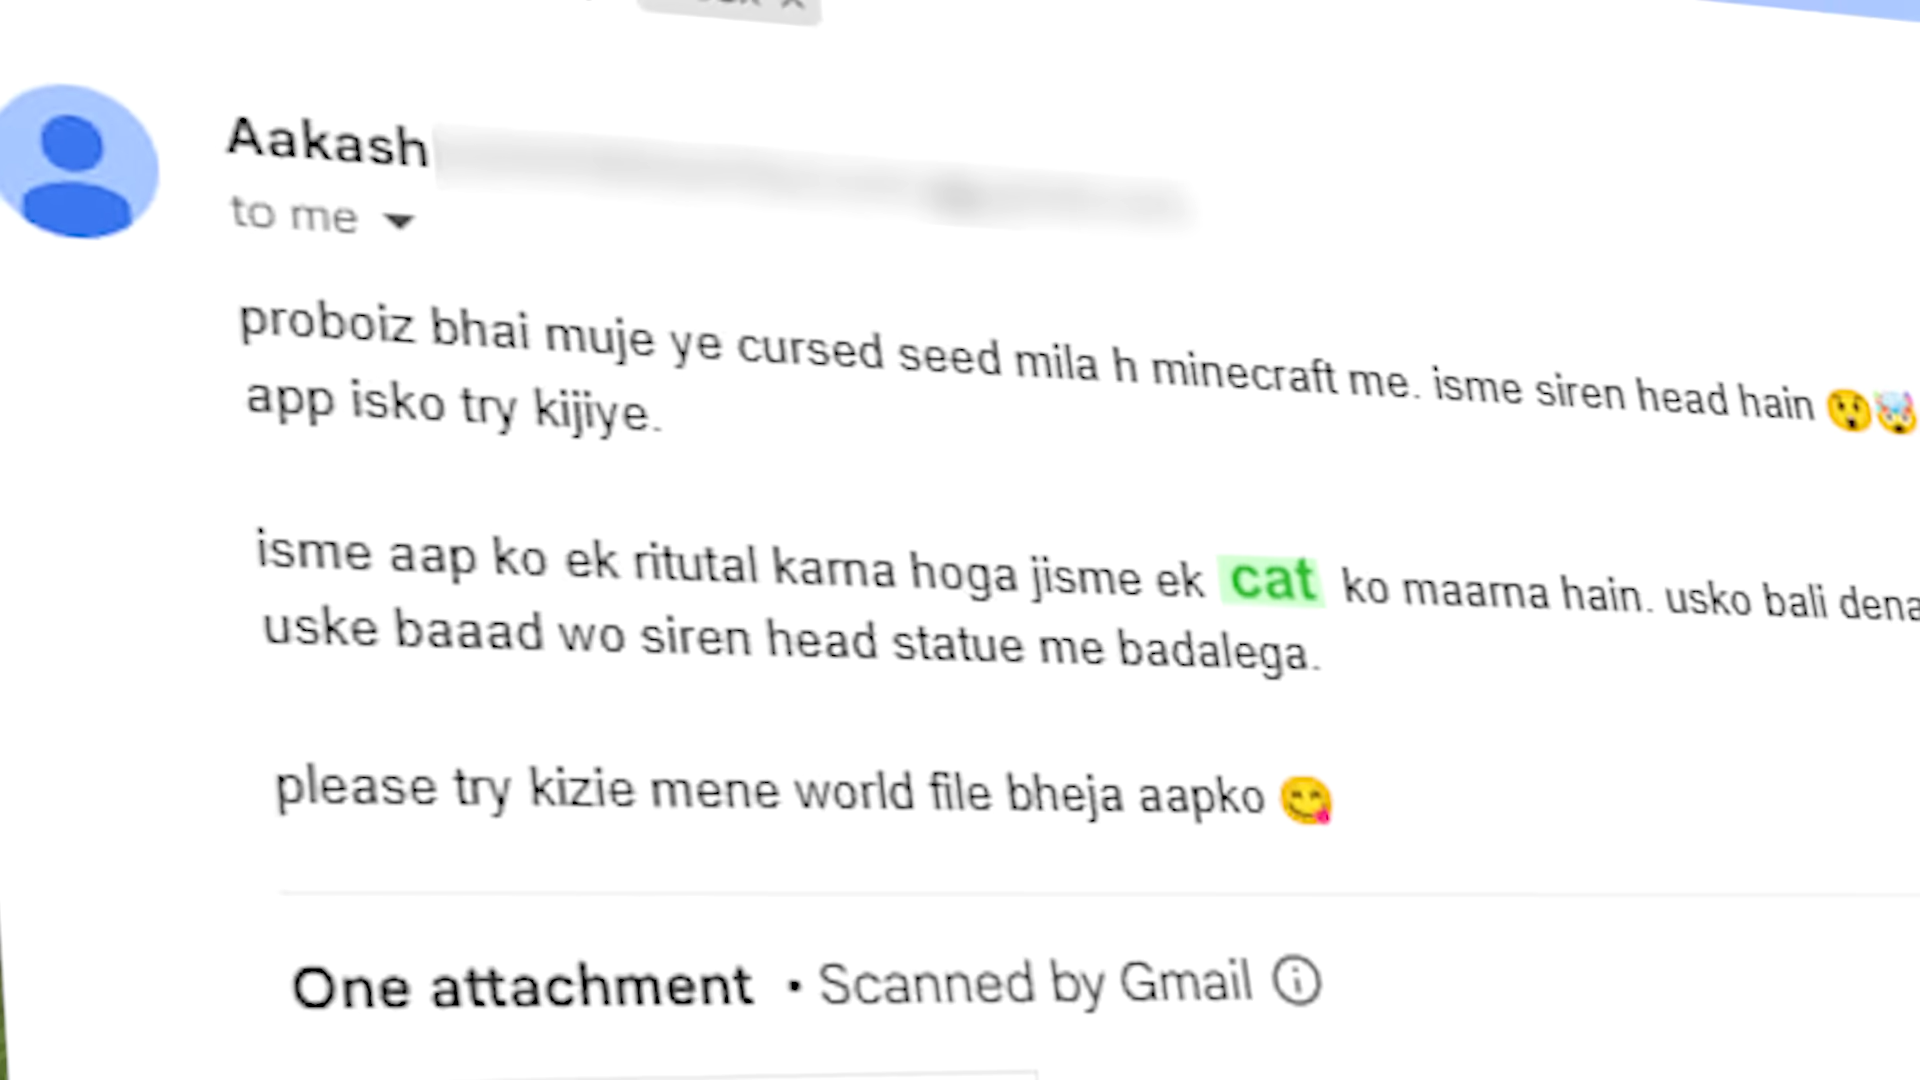 Aakash
to me
proboiz bhai muje ye cursed seed mila h minecraft me. isme siren head hain 😲🤯
app isko try kijiye.
isme aap ko ek ritutal karna hoga jisme ek cat ko maarna hain. usko bali dena
uske baaad wo siren head statue me badalega.
please try kizie mene world file bheja aapko 😋
One attachment • Scanned by Gmail